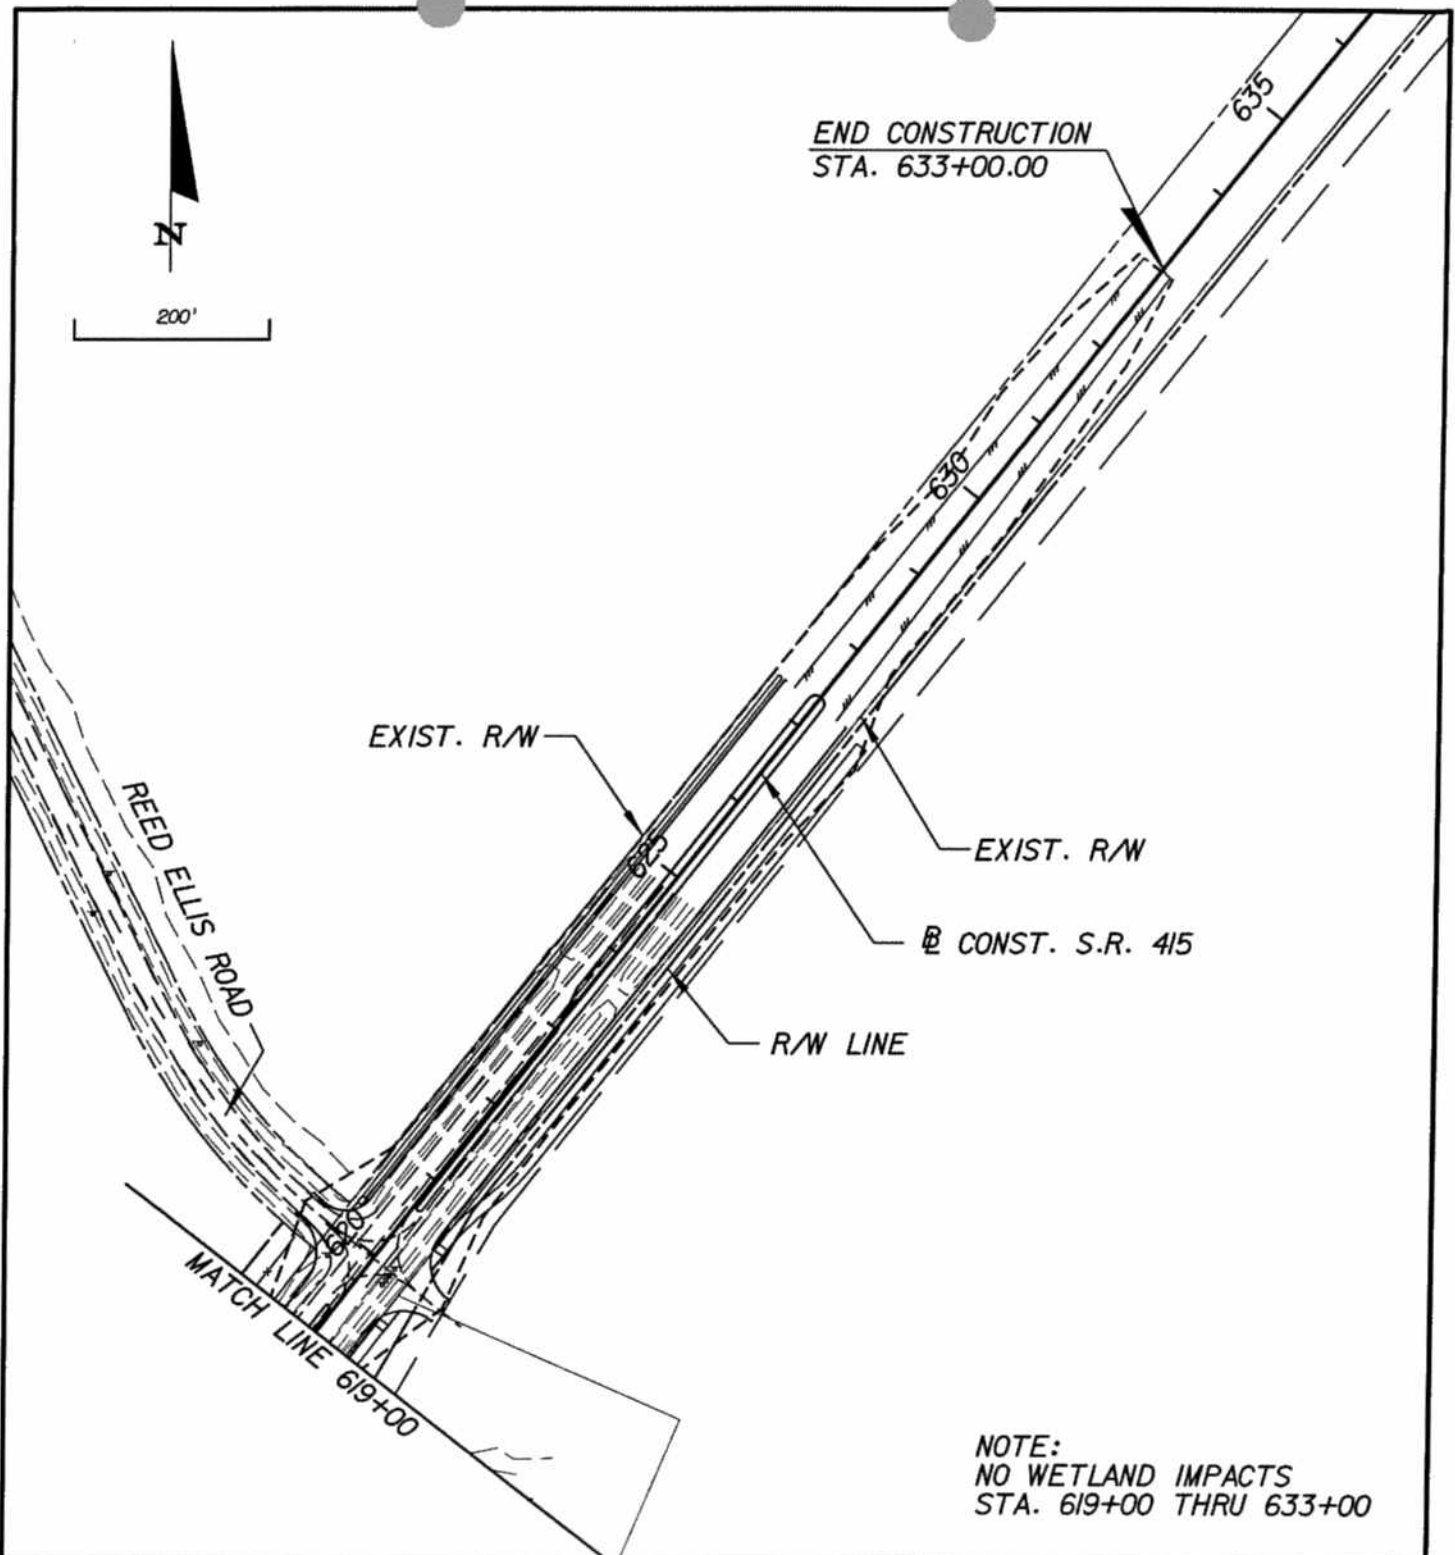 END CONSTRUCTION
STA. 633+00.00
635
N
200'
630
EXIST. R/W
625
REED ELLIS ROAD
EXIST. R/W
℄ CONST. S.R. 415
R/W LINE
620
MATCH LINE 619+00
NOTE:
NO WETLAND IMPACTS
STA. 619+00 THRU 633+00